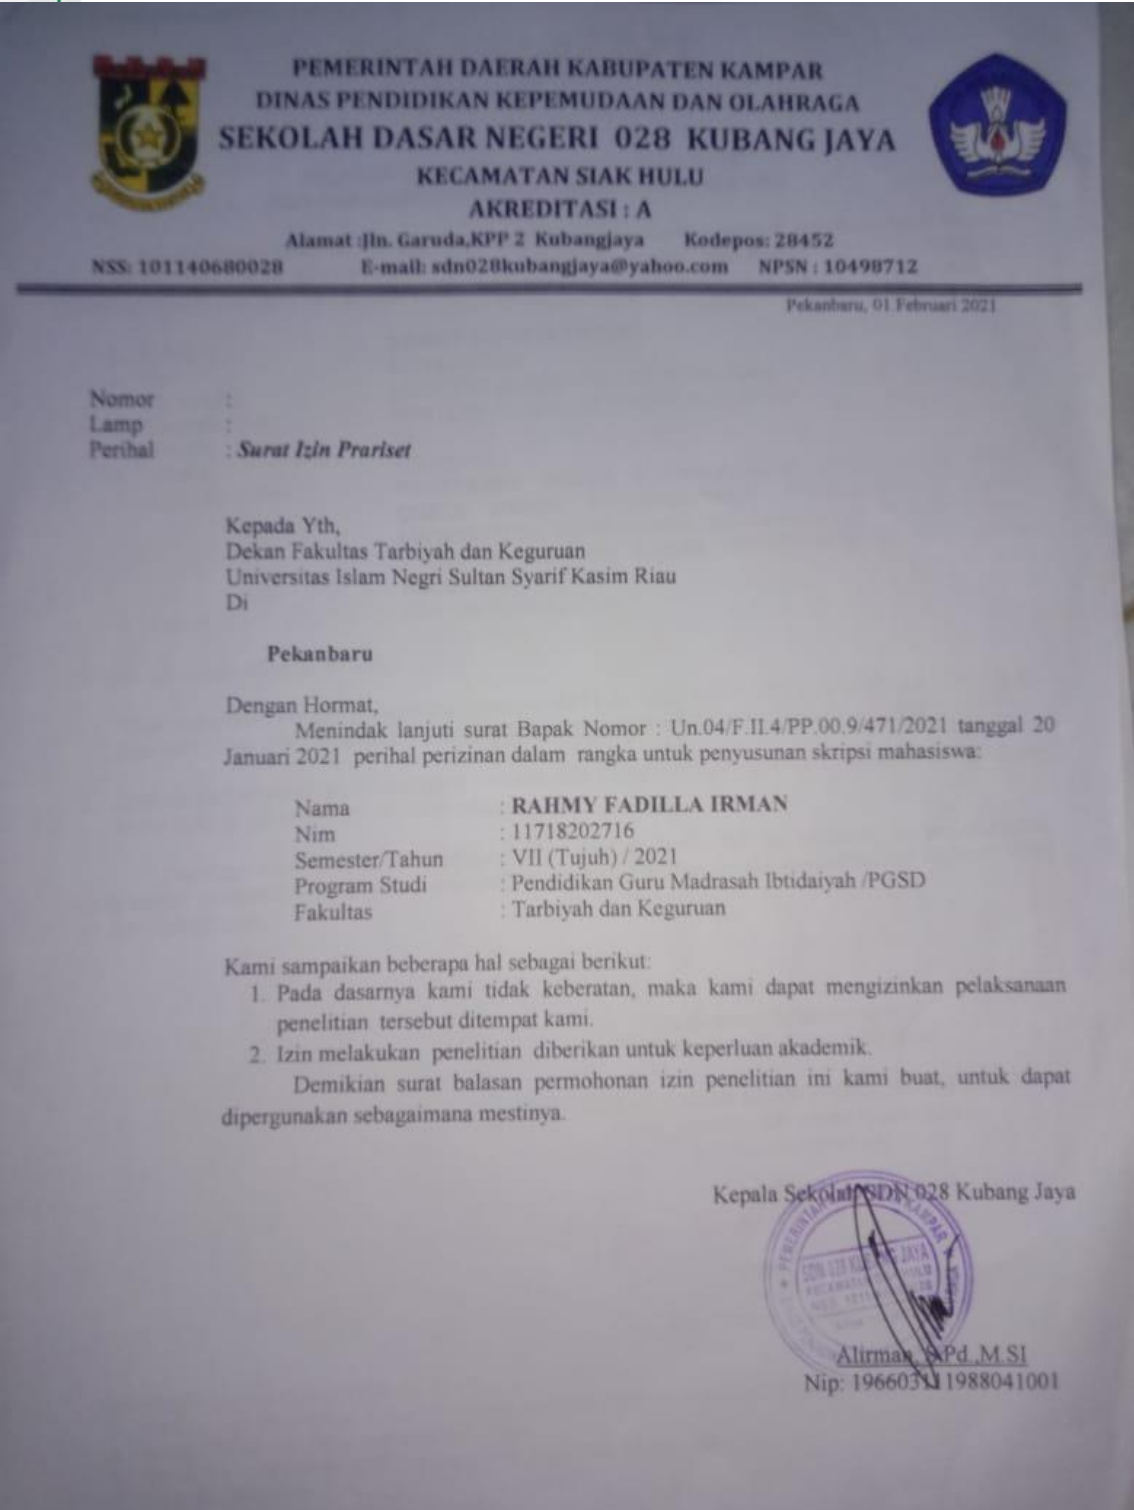 PEMERINTAH DAERAH KABUPATEN KAMPAR
DINAS PENDIDIKAN KEPEMUDAAN DAN OLAHRAGA
SEKOLAH DASAR NEGERI 028 KUBANG JAYA
KECAMATAN SIAK HULU
AKREDITASI : A
Alamat :Jln. Garuda,KPP 2 Kubangjaya Kodepos: 28452
NSS: 101140680028 E-mail: sdn028kubangjaya@yahoo.com NPSN : 10498712
Pekanbaru, 01 Februari 2021
Nomor :
Lamp :
Perihal : Surat Izin Prariset
Kepada Yth,
Dekan Fakultas Tarbiyah dan Keguruan
Universitas Islam Negri Sultan Syarif Kasim Riau
Di
Pekanbaru
Dengan Hormat,
Menindak lanjuti surat Bapak Nomor : Un.04/F.II.4/PP.00.9/471/2021 tanggal 20
Januari 2021 perihal perizinan dalam rangka untuk penyusunan skripsi mahasiswa:
Nama : RAHMY FADILLA IRMAN
Nim : 11718202716
Semester/Tahun : VII (Tujuh) / 2021
Program Studi : Pendidikan Guru Madrasah Ibtidaiyah /PGSD
Fakultas : Tarbiyah dan Keguruan
Kami sampaikan beberapa hal sebagai berikut:
1. Pada dasarnya kami tidak keberatan, maka kami dapat mengizinkan pelaksanaan
penelitian tersebut ditempat kami.
2. Izin melakukan penelitian diberikan untuk keperluan akademik.
Demikian surat balasan permohonan izin penelitian ini kami buat, untuk dapat
dipergunakan sebagaimana mestinya.
Kepala Sekolah SDN 028 Kubang Jaya
PEMERINTAH KAMPAR
SDN 028 KUBANG JAYA
Alirman, S.Pd.,M.SI
Nip: 196603111988041001